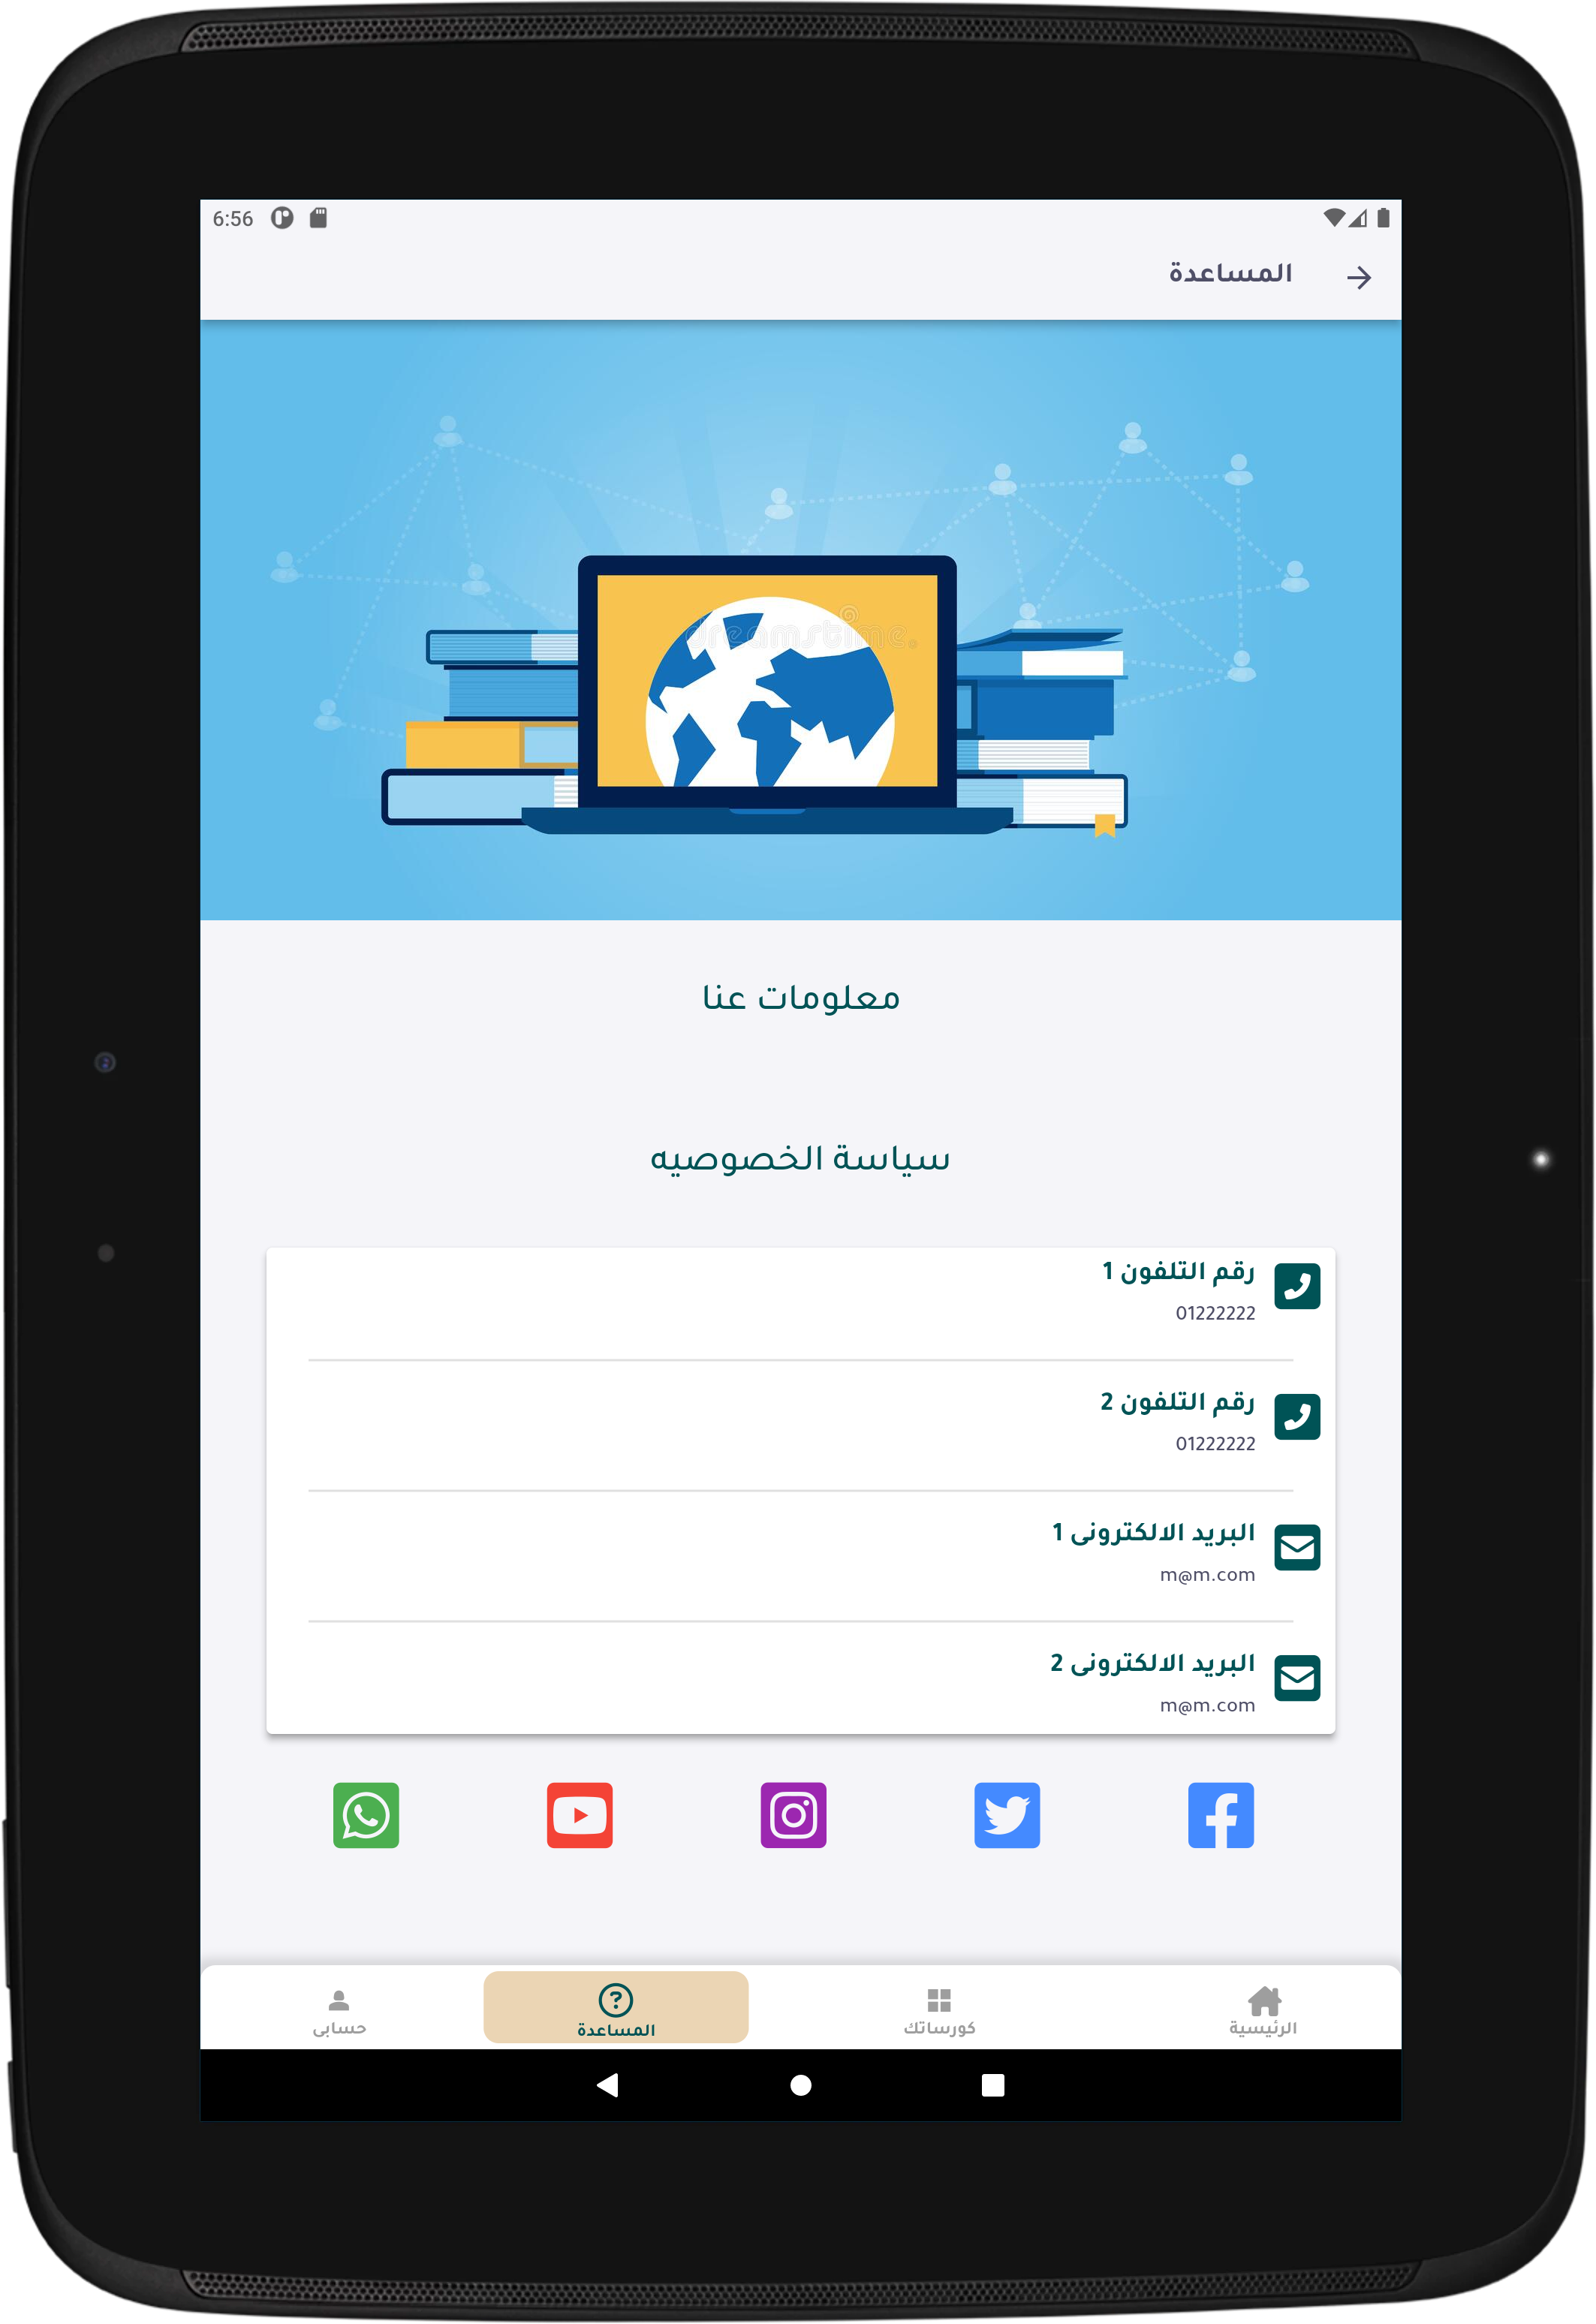 6:56
المساعدة
dreamstime
معلومات عنا
سياسة الخصوصيه
رقم التلفون 1
01222222
رقم التلفون 2
01222222
البريد الالكترونى 1
m@m.com
البريد الالكترونى 2
m@m.com
الرئيسية
كورساتك
المساعدة
حسابى